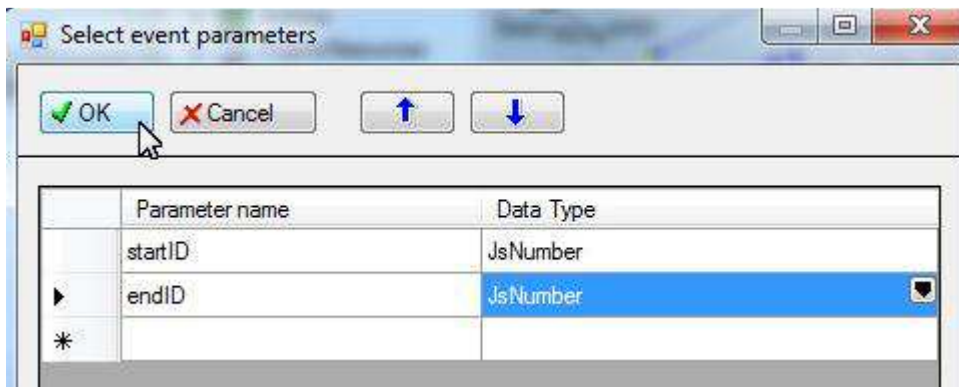 Select event parameters
OK Cancel
Parameter name Data Type
startID JsNumber
endID JsNumber